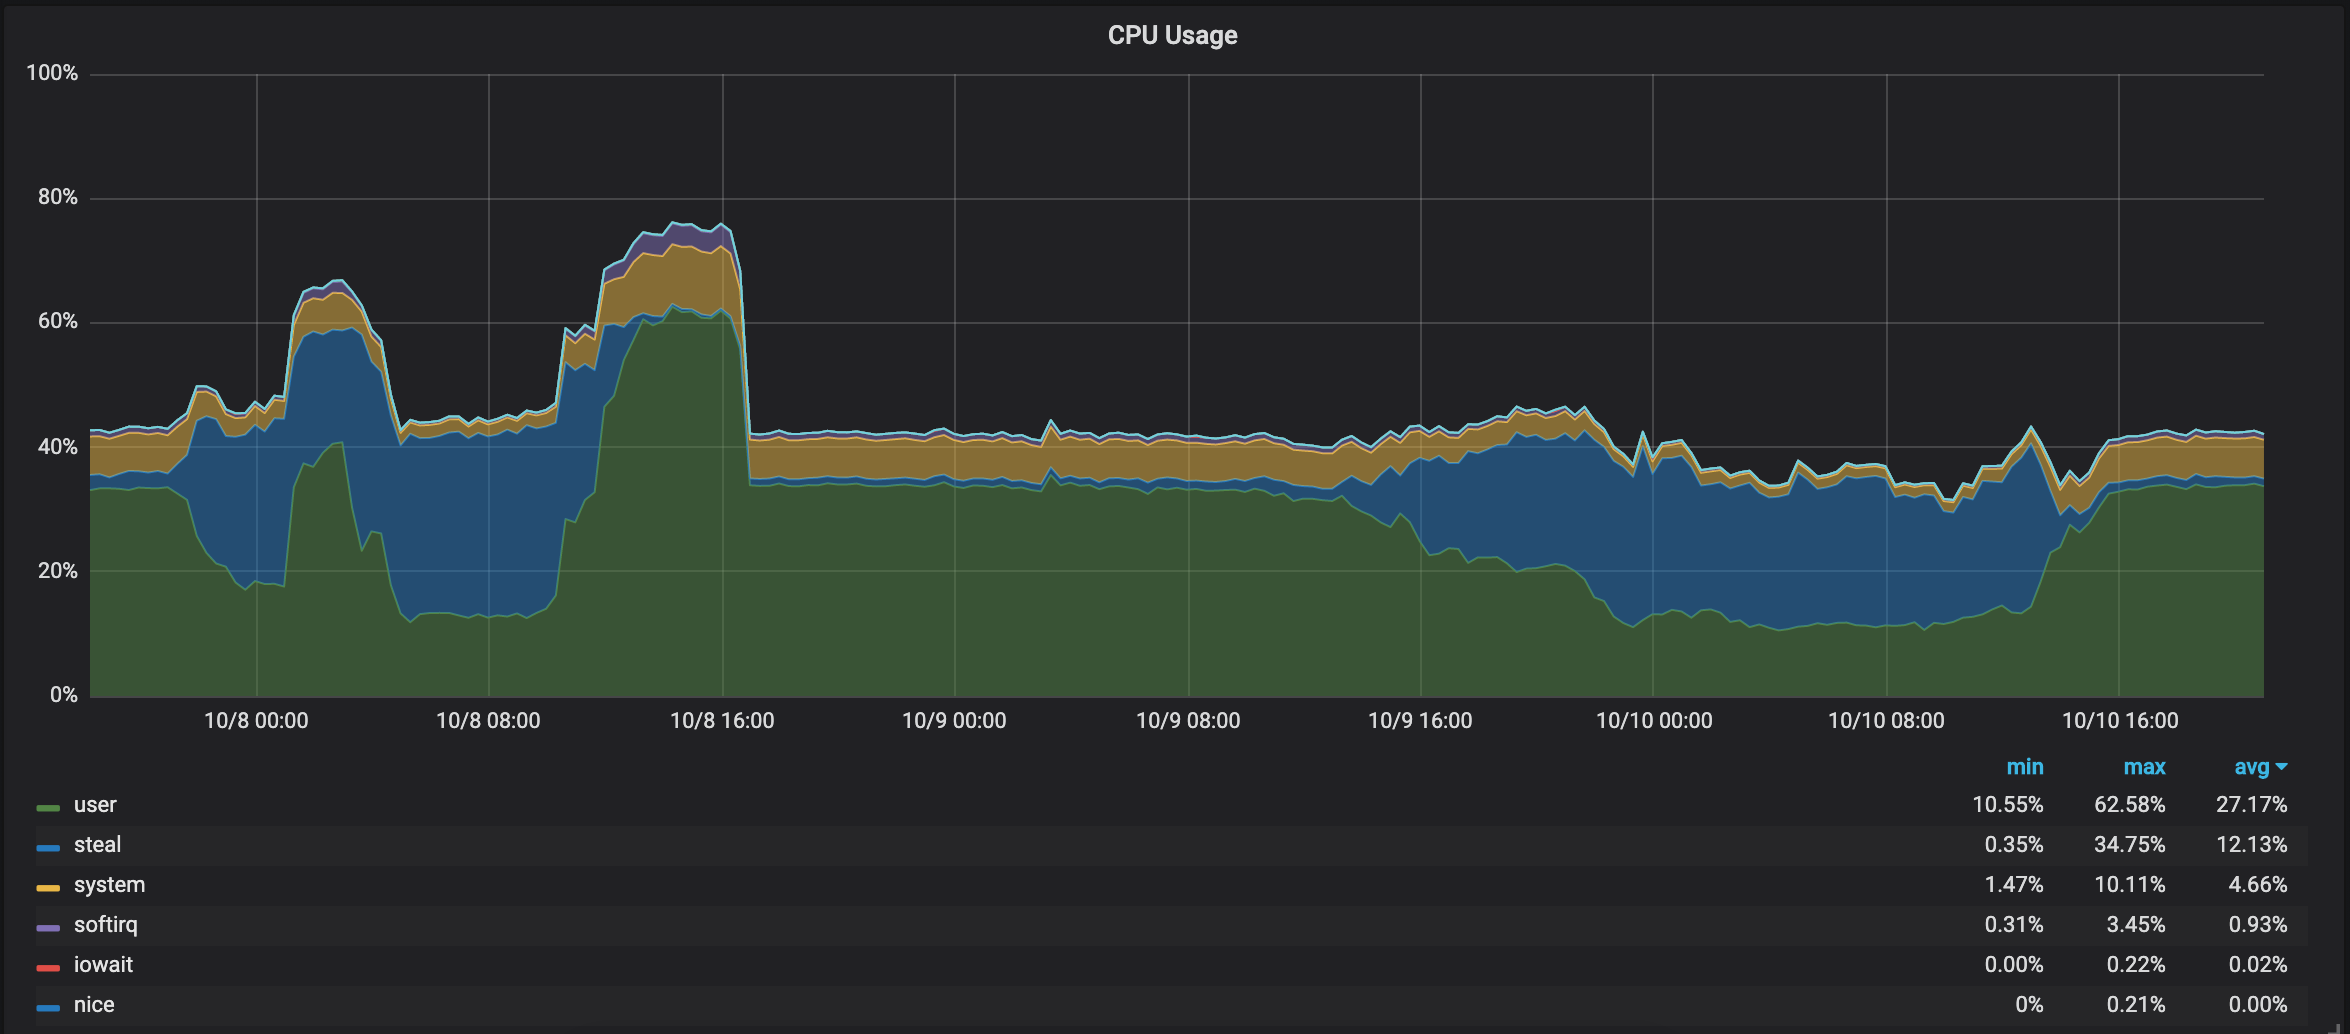 CPU Usage
100%
80%
60%
40%
20%
0%
10/8 00:00 10/8 08:00 10/8 16:00 10/9 00:00 10/9 08:00 10/9 16:00 10/10 00:00 10/10 08:00 10/10 16:00
min max avg
user 10.55% 62.58% 27.17%
steal 0.35% 34.75% 12.13%
system 1.47% 10.11% 4.66%
softirq 0.31% 3.45% 0.93%
iowait 0.00% 0.22% 0.02%
nice 0% 0.21% 0.00%